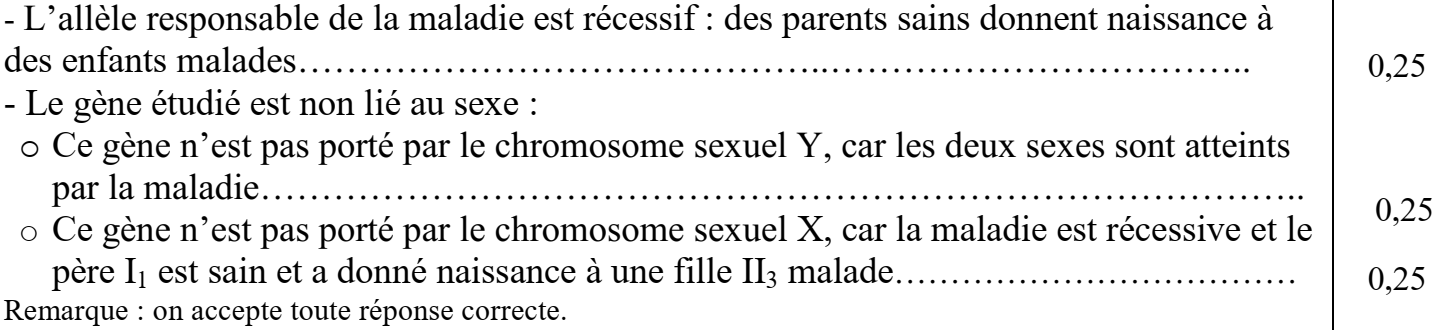 - L’allèle responsable de la maladie est récessif : des parents sains donnent naissance à
des enfants malades…………………………………………..………………………………….. 0,25
- Le gène étudié est non lié au sexe :
o Ce gène n’est pas porté par le chromosome sexuel Y, car les deux sexes sont atteints
par la maladie……………………………………………………………………………………….. 0,25
o Ce gène n’est pas porté par le chromosome sexuel X, car la maladie est récessive et le
père I₁ est sain et a donné naissance à une fille II₃ malade……………………………… 0,25
Remarque : on accepte toute réponse correcte.